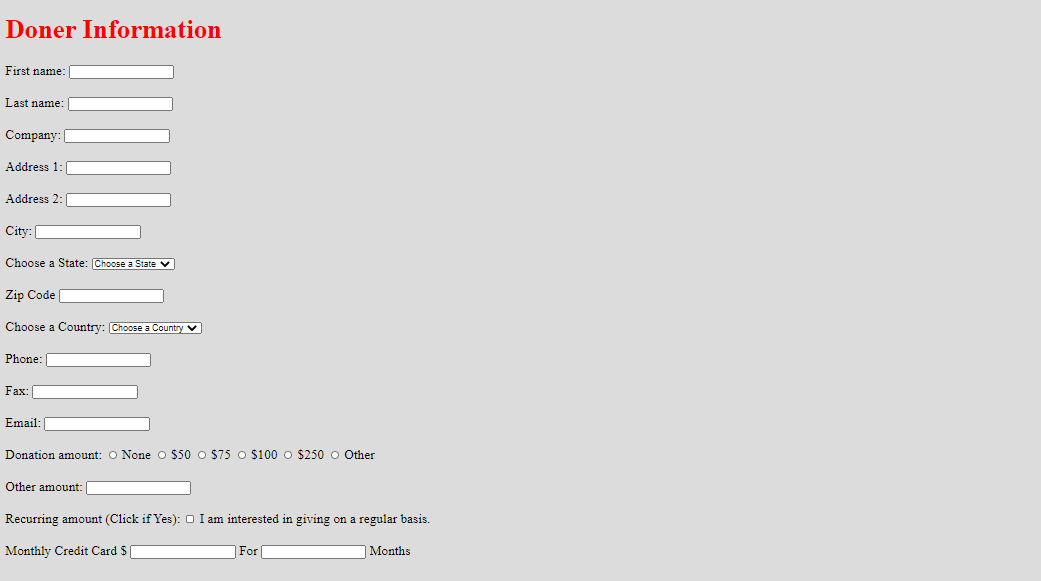 Doner Information
First name:
Last name:
Company:
Address 1:
Address 2:
City:
Choose a State: Choose a State
Zip Code
Choose a Country: Choose a Country
Phone:
Fax:
Email:
Donation amount: None $50 $75 $100 $250 Other
Other amount:
Recurring amount (Click if Yes): I am interested in giving on a regular basis.
Monthly Credit Card $ For Months